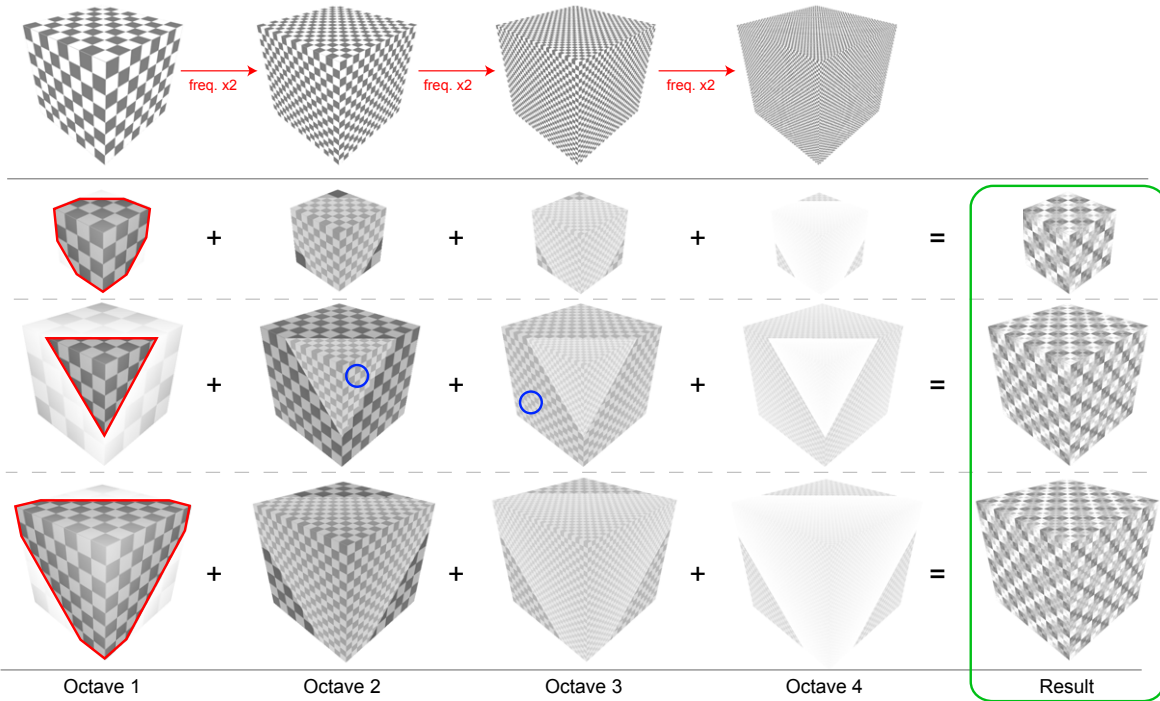 freq. x2 freq. x2 freq. x2
+ + + =
+ + + =
+ + + =
Octave 1 Octave 2 Octave 3 Octave 4 Result